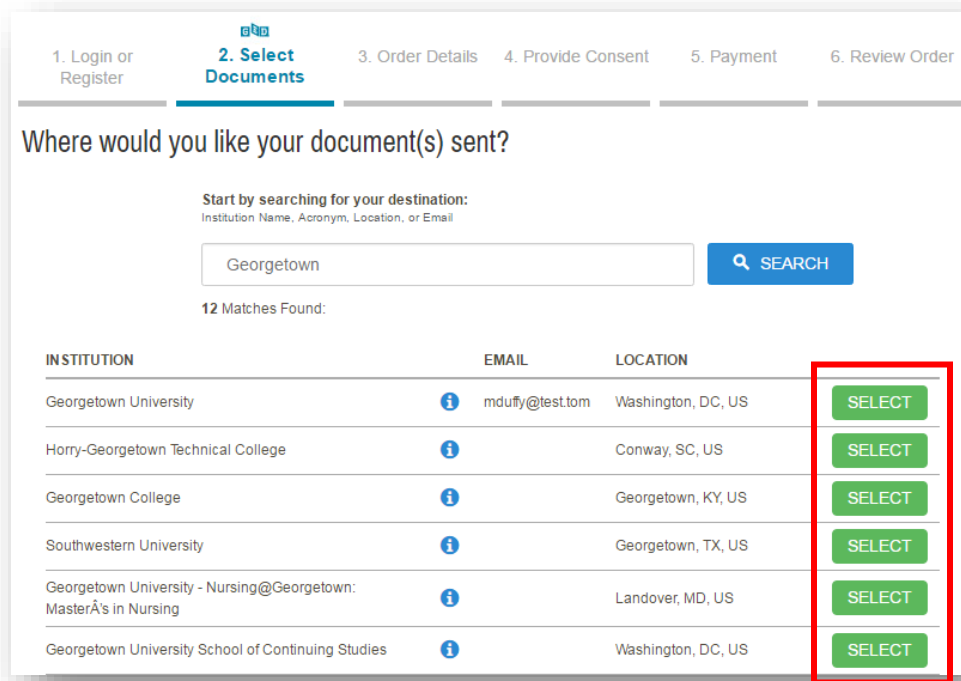 GED
1. Login or Register
2. Select Documents
3. Order Details
4. Provide Consent
5. Payment
6. Review Order
Where would you like your document(s) sent?
Start by searching for your destination:
Institution Name, Acronym, Location, or Email
Georgetown SEARCH
12 Matches Found:
INSTITUTION EMAIL LOCATION
Georgetown University mduffy@test.tom Washington, DC, US SELECT
Horry-Georgetown Technical College Conway, SC, US SELECT
Georgetown College Georgetown, KY, US SELECT
Southwestern University Georgetown, TX, US SELECT
Georgetown University - Nursing@Georgetown:
MasterÂ's in Nursing Landover, MD, US SELECT
Georgetown University School of Continuing Studies Washington, DC, US SELECT